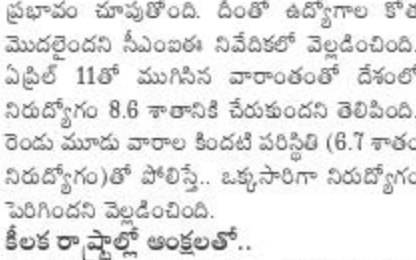 ప్రభావం చూపుతోంది. దీంతో ఉద్యోగాల కోత
మొదలైందని సీఎంఐఈ నివేదికలో వెల్లడించింది.
ఏప్రిల్ 11తో ముగిసిన వారాంతంతో దేశంలో
నిరుద్యోగం 8.6 శాతానికి చేరుకుందని తెలిపింది.
రెండు మూడు వారాల కిందటి పరిస్థితి (6.7 శాతం
నిరుద్యోగం)తో పోలిస్తే.. ఒక్కసారిగా నిరుద్యోగం
పెరిగిందని వెల్లడించింది.
కీలక రాష్ట్రాల్లో ఆంక్షలతో..